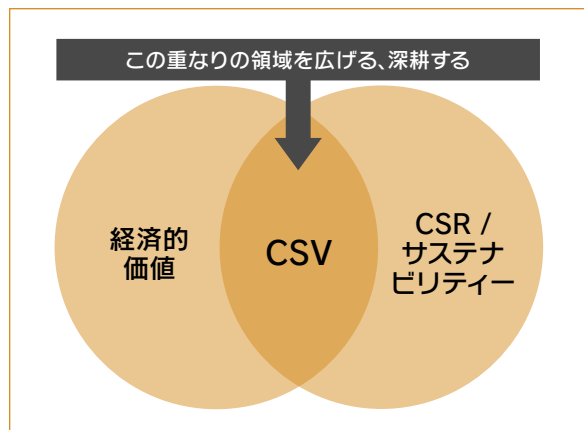 この重なりの領域を広げる、深耕する
経済的
価値
CSV
CSR /
サステナ
ビリティー